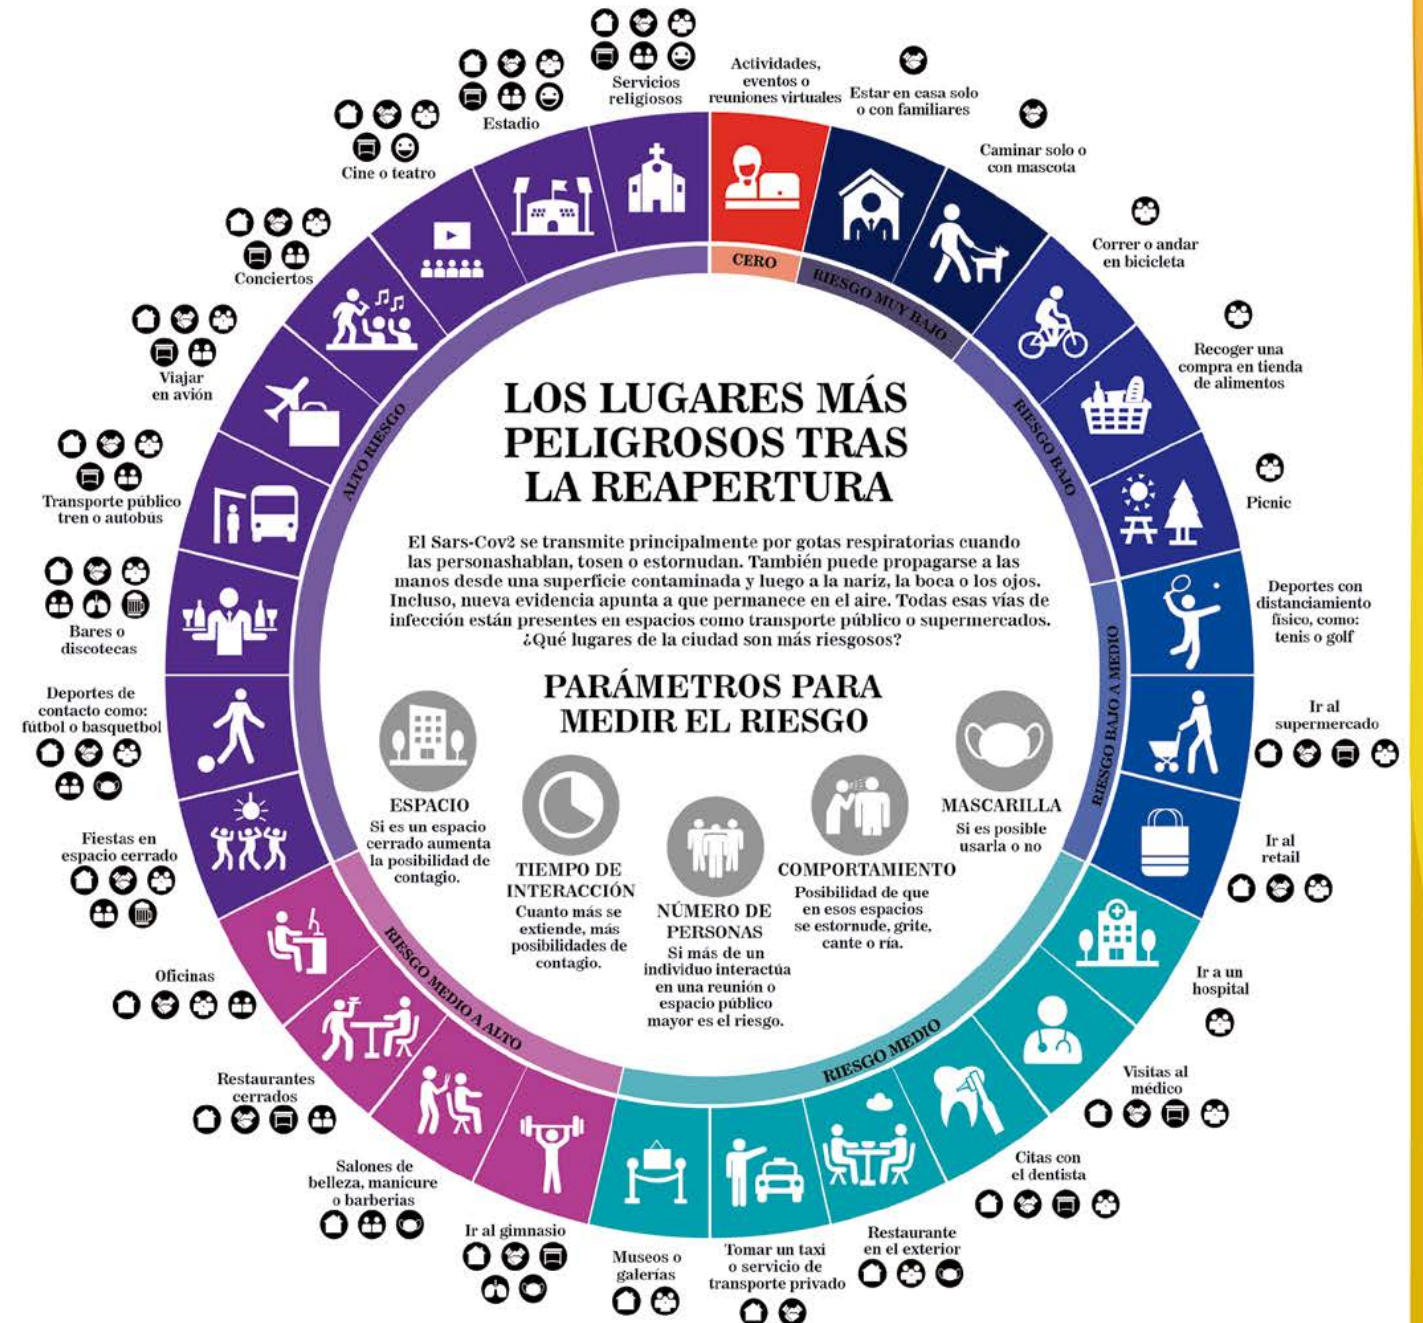 LOS LUGARES MÁS
PELIGROSOS TRAS
LA REAPERTURA
El Sars-Cov2 se transmite principalmente por gotas respiratorias cuando
las personashablan, tosen o estornudan. También puede propagarse a las
manos desde una superficie contaminada y luego a la nariz, la boca o los ojos.
Incluso, nueva evidencia apunta a que permanece en el aire. Todas esas vías de
infección están presentes en espacios como transporte público o supermercados.
¿Qué lugares de la ciudad son más riesgosos?
PARÁMETROS PARA
MEDIR EL RIESGO
ESPACIO
Si es un espacio
cerrado aumenta
la posibilidad de
contagio.
TIEMPO DE
INTERACCIÓN
Cuanto más se
extiende, más
posibilidades de
contagio.
NÚMERO DE
PERSONAS
Si más de un
individuo interactúa
en una reunión o
espacio público
mayor es el riesgo.
COMPORTAMIENTO
Posibilidad de que
en esos espacios
se estornude, grite,
cante o ría.
MASCARILLA
Si es posible
usarla o no
CERO
Actividades,
eventos o
reuniones virtuales
RIESGO MUY BAJO
Estar en casa solo
o con familiares
Caminar solo o
con mascota
RIESGO BAJO
Correr o andar
en bicicleta
Recoger una
compra en tienda
de alimentos
Picnic
RIESGO BAJO A MEDIO
Deportes con
distanciamiento
físico, como:
tenis o golf
Ir al
supermercado
Ir al
retail
RIESGO MEDIO
Ir a un
hospital
Visitas al
médico
Citas con
el dentista
Restaurante
en el exterior
Tomar un taxi
o servicio de
transporte privado
Museos o
galerías
RIESGO MEDIO A ALTO
Ir al gimnasio
Salones de
belleza, manicure
o barberias
Restaurantes
cerrados
Oficinas
ALTO RIESGO
Fiestas en
espacio cerrado
Deportes de
contacto como:
fútbol o basquetbol
Bares o
discotecas
Transporte público
tren o autobús
Viajar
en avión
Conciertos
Cine o teatro
Estadio
Servicios
religiosos